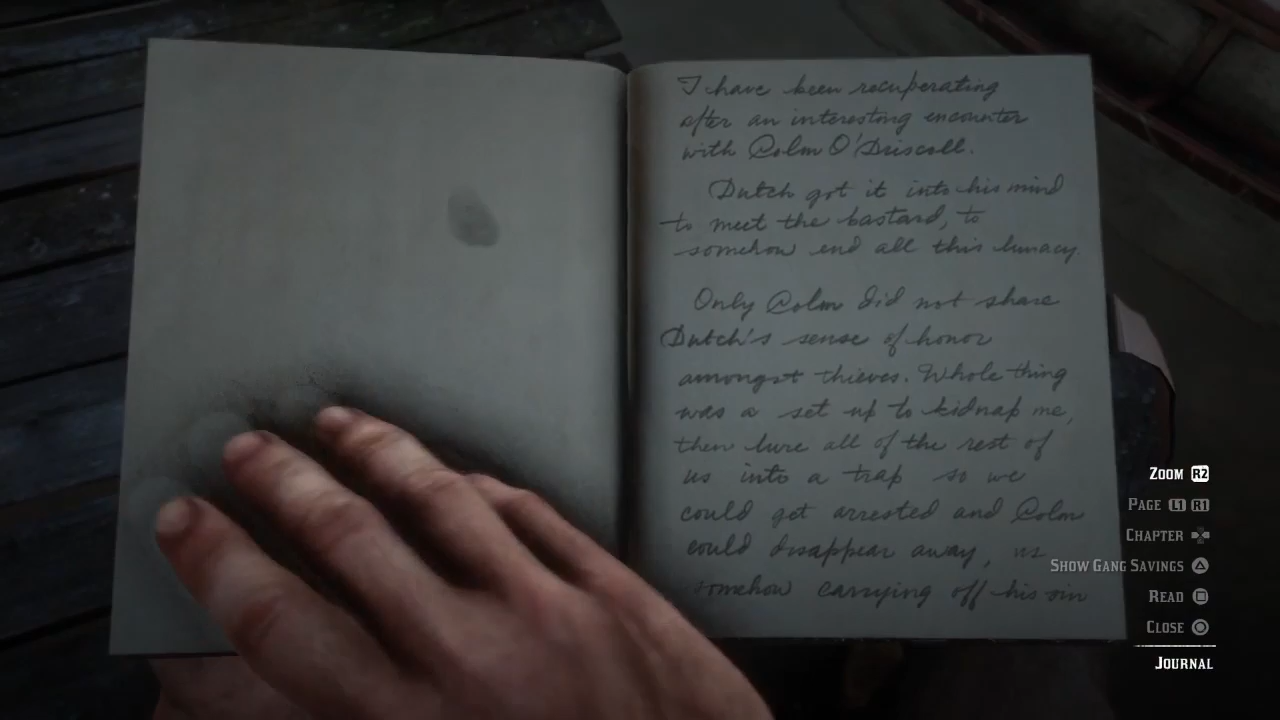 I have been recuperating
after an interesting encounter
with Colm O'Driscoll.
Dutch got it into his mind
to meet the bastard, to
somehow end all this lunacy.
Only Colm did not share
Dutch's sense of honor
amongst thieves. Whole thing
was a set up to kidnap me,
then lure all of the rest of
us into a trap so we
could get arrested and Colm
could disappear away, us
somehow carrying off his sin
ZOOM R2
PAGE L1 R1
CHAPTER
SHOW GANG SAVINGS
READ
CLOSE
JOURNAL